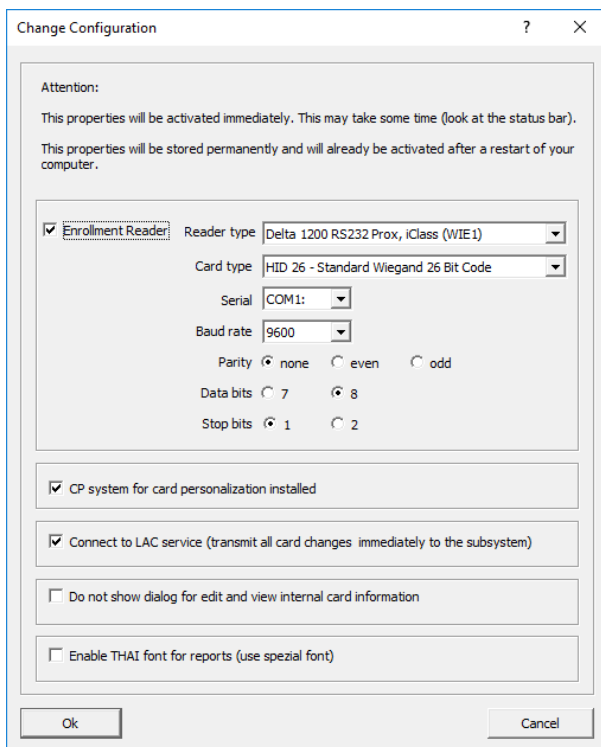 Change Configuration
?
Attention:
This properties will be activated immediately. This may take some time (look at the status bar).
This properties will be stored permanently and will already be activated after a restart of your
computer.
Enrollment Reader Reader type Delta 1200 RS232 Prox, iClass (WIE1)
Card type HID 26 - Standard Wiegand 26 Bit Code
Serial COM1:
Baud rate 9600
Parity none even odd
Data bits 7 8
Stop bits 1 2
CP system for card personalization installed
Connect to LAC service (transmit all card changes immediately to the subsystem)
Do not show dialog for edit and view internal card information
Enable THAI font for reports (use spezial font)
Ok Cancel